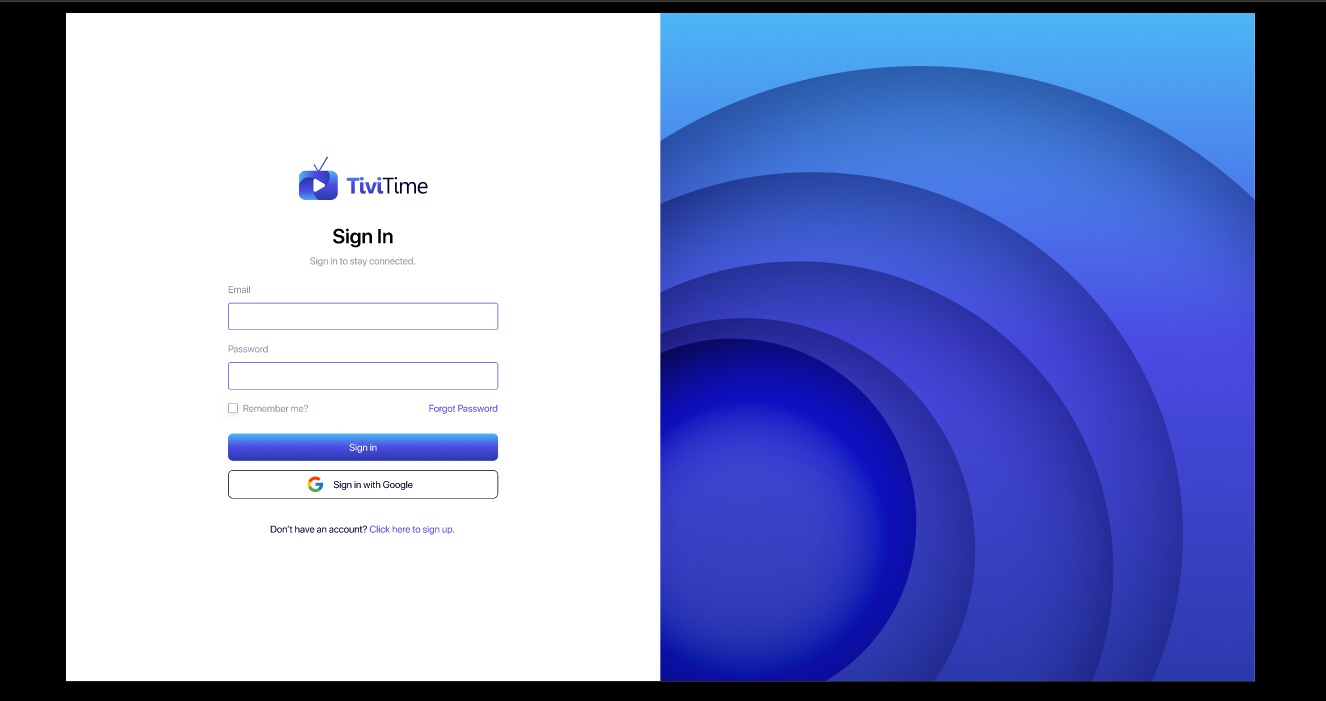 TiviTime
Sign In
Sign in to stay connected.
Email
Password
Remember me?
Forgot Password
Sign in
Sign in with Google
Don't have an account? Click here to sign up.